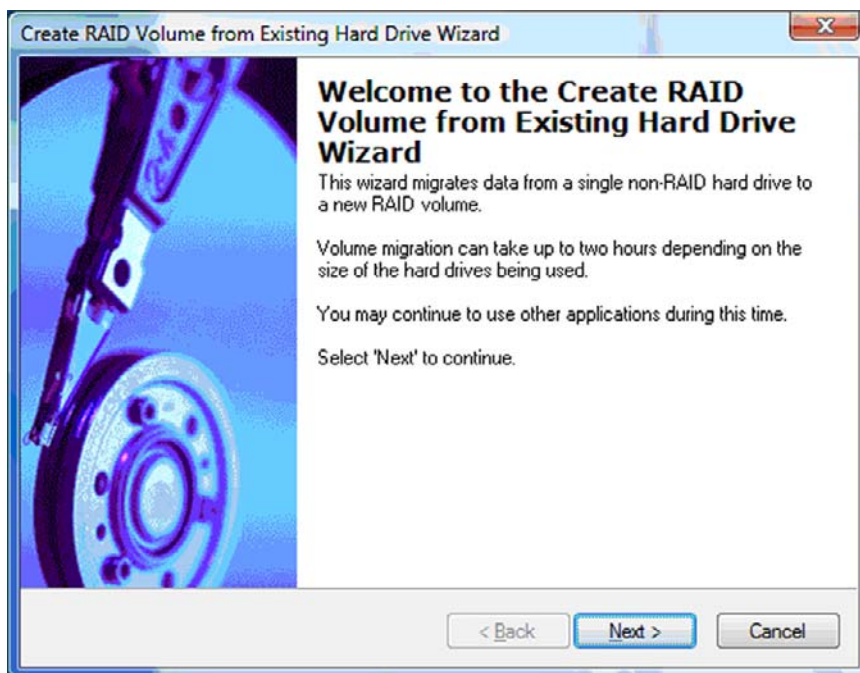 Create RAID Volume from Existing Hard Drive Wizard
X
Welcome to the Create RAID
Volume from Existing Hard Drive
Wizard
This wizard migrates data from a single non-RAID hard drive to
a new RAID volume.
Volume migration can take up to two hours depending on the
size of the hard drives being used.
You may continue to use other applications during this time.
Select 'Next' to continue.
< Back
Next >
Cancel